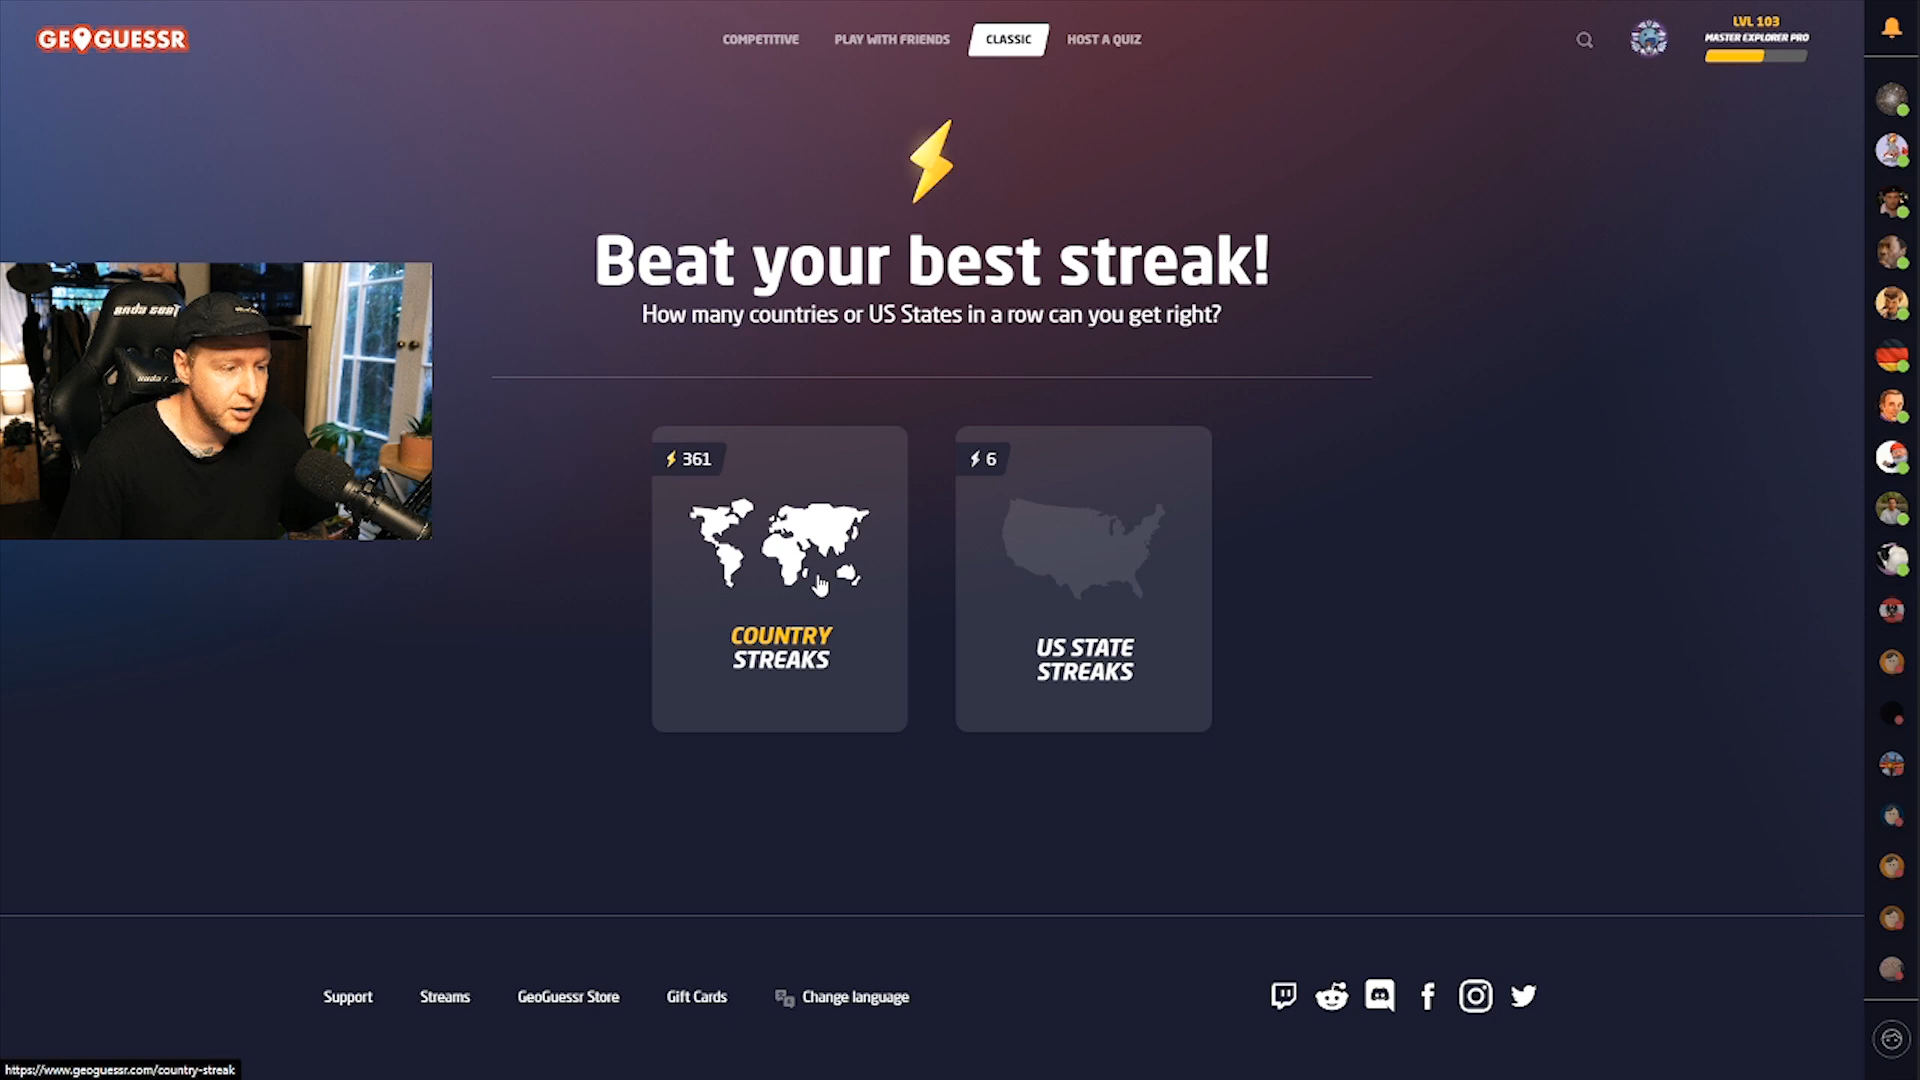 GEOGUESSR
COMPETITIVE
PLAY WITH FRIENDS
CLASSIC
HOST A QUIZ
LVL 103
MASTER EXPLORER PRO
Beat your best streak!
How many countries or US States in a row can you get right?
361
COUNTRY
STREAKS
6
US STATE
STREAKS
anda seat
Support
Streams
GeoGuessr Store
Gift Cards
Change language
https://www.geoguessr.com/country-streak